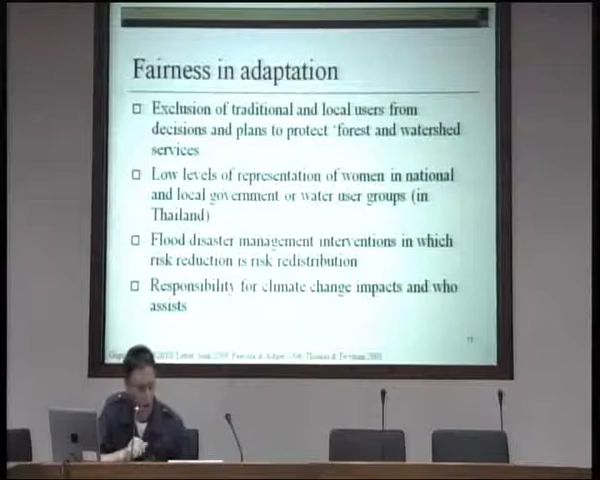 Fairness in adaptation
Exclusion of traditional and local users from
decisions and plans to protect 'forest and watershed
services
Low levels of representation of women in national
and local government or water user groups (in
Thailand)
Flood disaster management interventions in which
risk reduction is risk redistribution
Responsibility for climate change impacts and who
assists